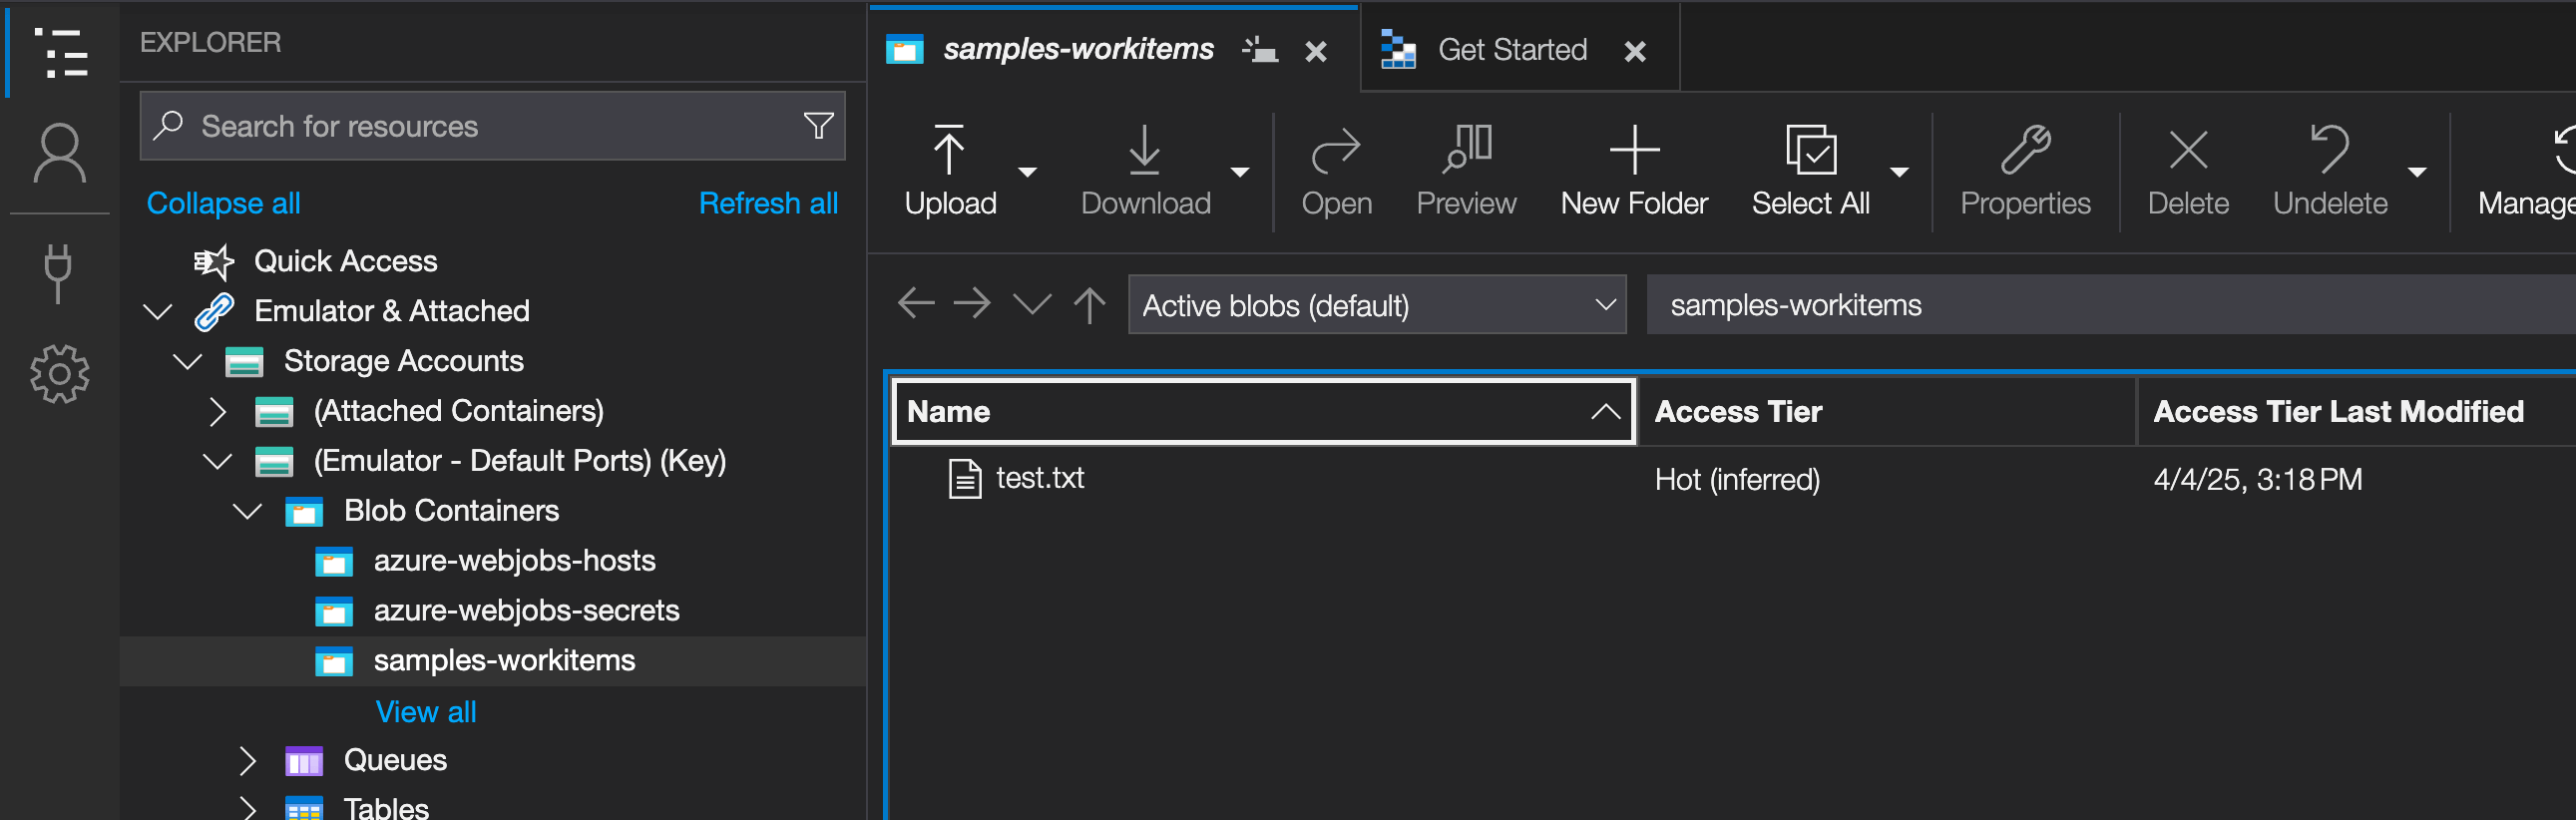 EXPLORER
Search for resources
Collapse all
Refresh all
Quick Access
Emulator & Attached
Storage Accounts
(Attached Containers)
(Emulator - Default Ports) (Key)
Blob Containers
azure-webjobs-hosts
azure-webjobs-secrets
samples-workitems
View all
Queues
Tables
samples-workitems
Get Started
Upload
Download
Open
Preview
New Folder
Select All
Properties
Delete
Undelete
Manage
Active blobs (default)
samples-workitems
Name
Access Tier
Access Tier Last Modified
test.txt
Hot (inferred)
4/4/25, 3:18 PM